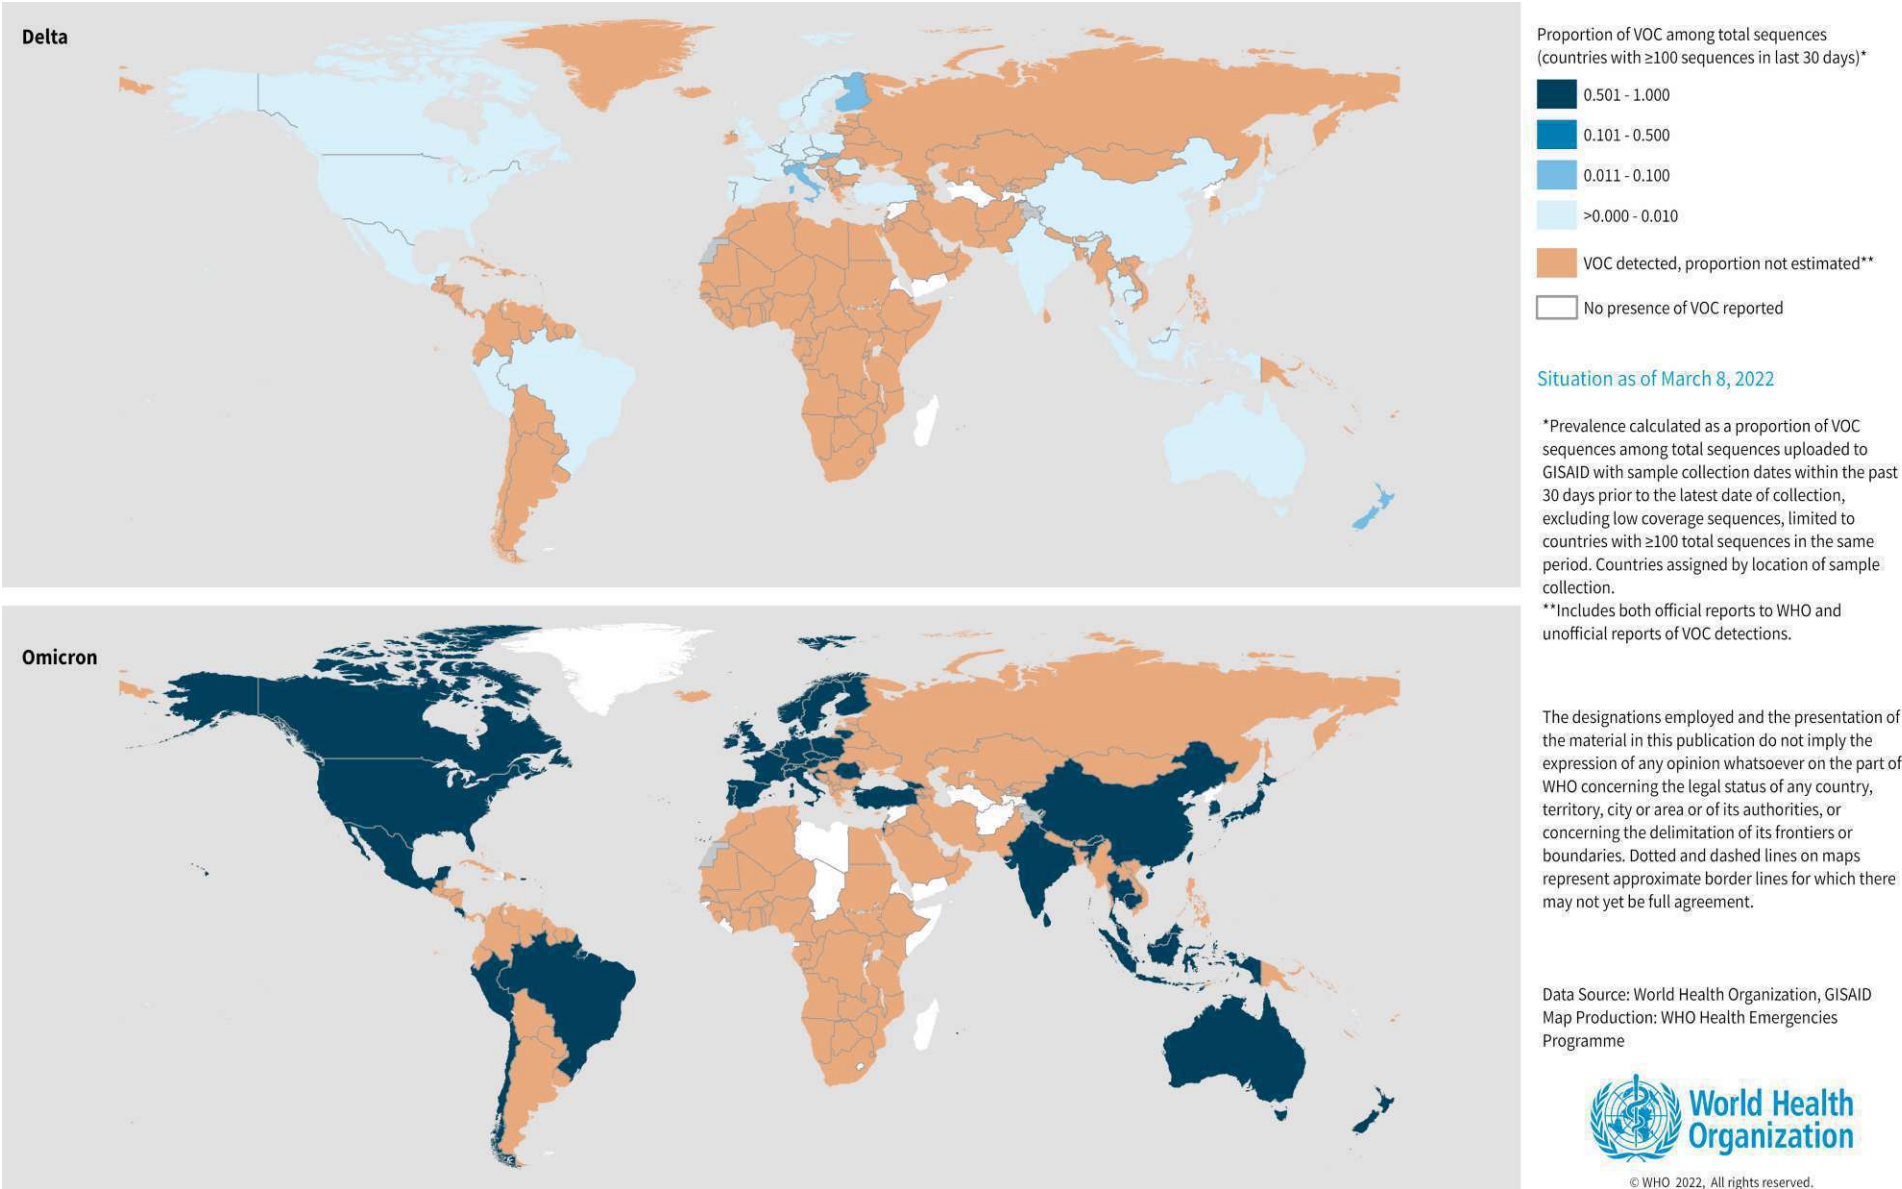 Delta
Omicron
Proportion of VOC among total sequences
(countries with ≥100 sequences in last 30 days)*
0.501 - 1.000
0.101 - 0.500
0.011 - 0.100
>0.000 - 0.010
VOC detected, proportion not estimated**
No presence of VOC reported
Situation as of March 8, 2022
*Prevalence calculated as a proportion of VOC
sequences among total sequences uploaded to
GISAID with sample collection dates within the past
30 days prior to the latest date of collection,
excluding low coverage sequences, limited to
countries with ≥100 total sequences in the same
period. Countries assigned by location of sample
collection.
**Includes both official reports to WHO and
unofficial reports of VOC detections.
The designations employed and the presentation of
the material in this publication do not imply the
expression of any opinion whatsoever on the part of
WHO concerning the legal status of any country,
territory, city or area or of its authorities, or
concerning the delimitation of its frontiers or
boundaries. Dotted and dashed lines on maps
represent approximate border lines for which there
may not yet be full agreement.
Data Source: World Health Organization, GISAID
Map Production: WHO Health Emergencies
Programme
World Health
Organization
© WHO 2022, All rights reserved.